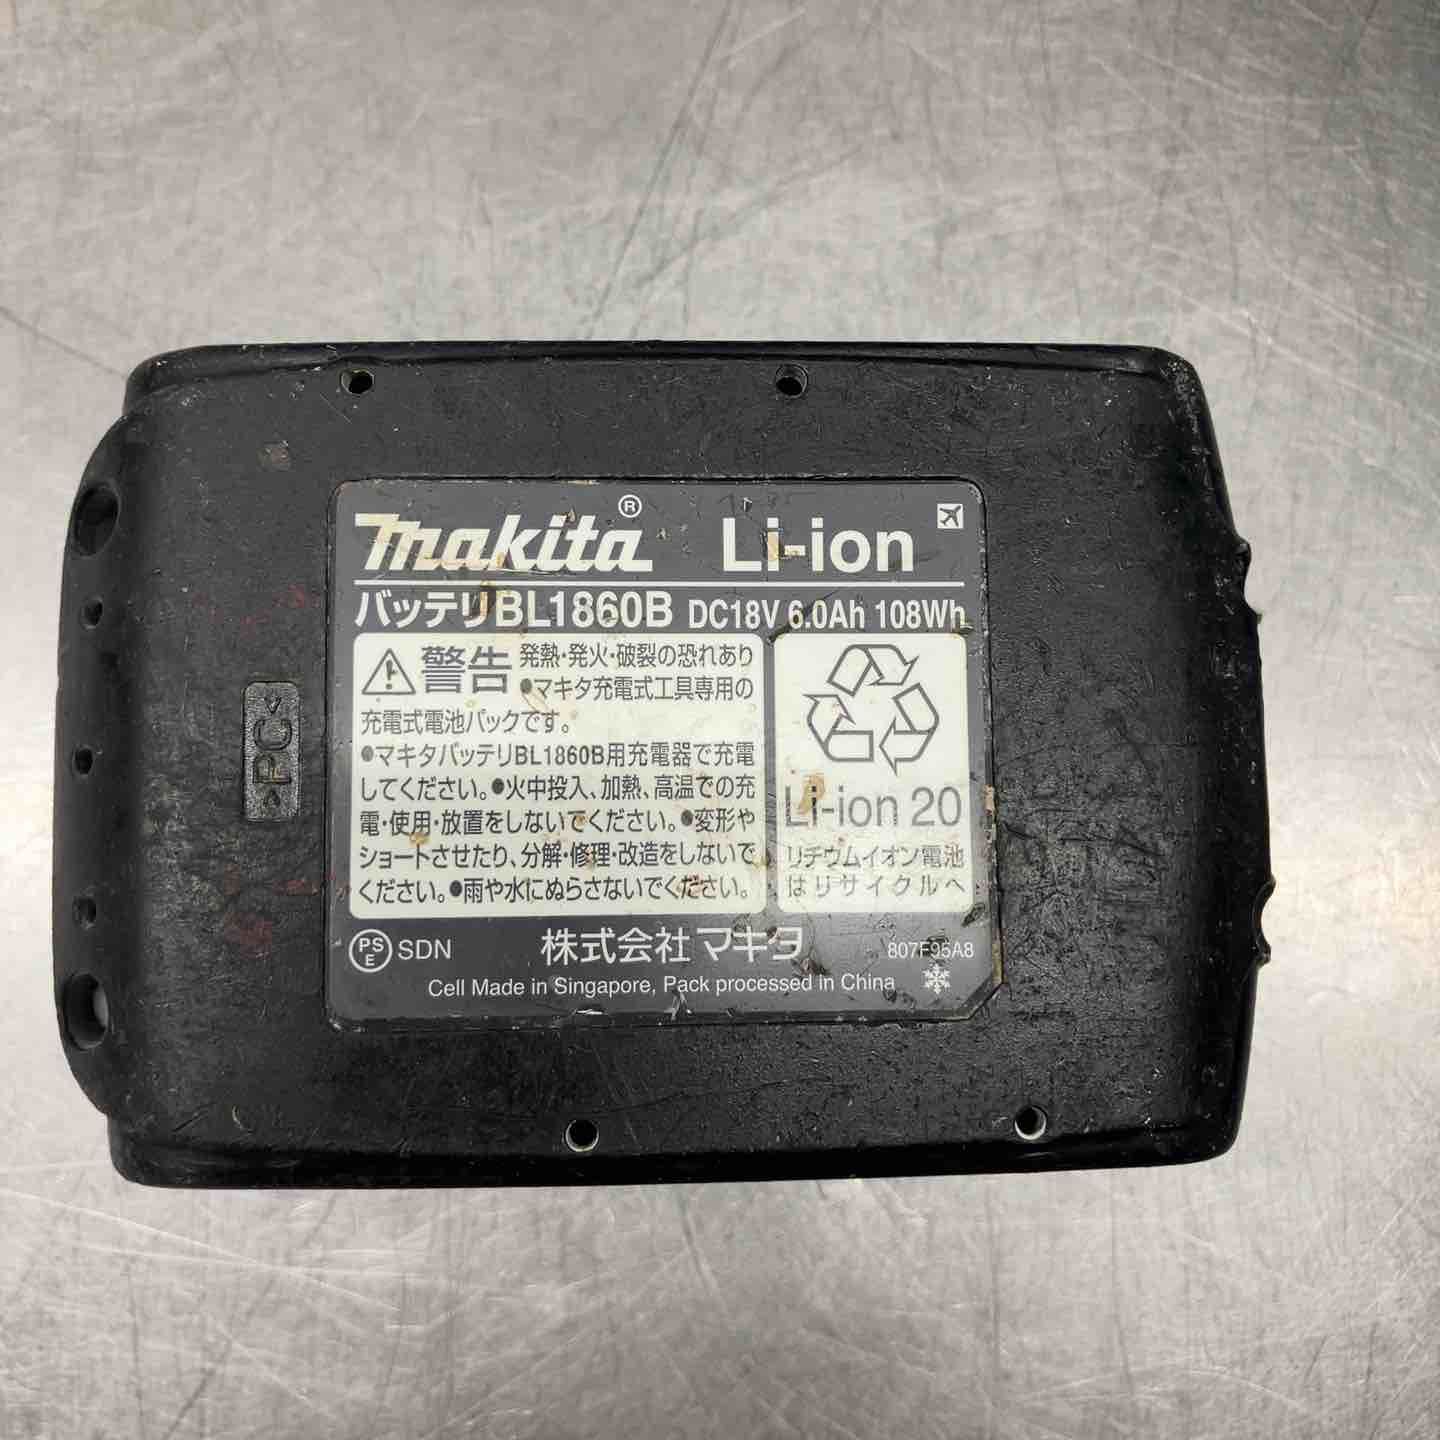 makita® Li-ion
バッテリBL1860B DC18V 6.0Ah 108Wh
警告 発熱・発火・破裂の恐れあり
●マキタ充電式工具専用の
充電式電池パックです。
●マキタバッテリBL1860B用充電器で充電
してください。●火中投入、加熱、高温での充
電・使用・放置をしないでください。●変形や
ショートさせたり、分解・修理・改造をしないで
ください。●雨や水にぬらさないでください。
Li-ion 20
リチウムイオン電池
はリサイクルへ
PSE SDN 株式会社マキタ 807F95A8
Cell Made in Singapore, Pack processed in China
>PC<